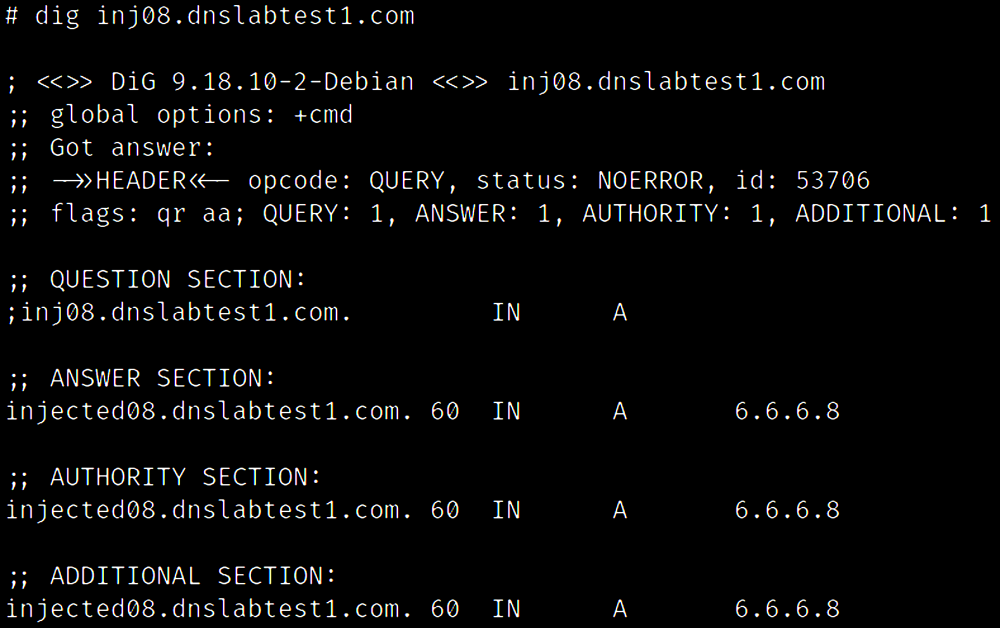 # dig inj08.dnslabtest1.com
; <<>> DiG 9.18.10-2-Debian <<>> inj08.dnslabtest1.com
;; global options: +cmd
;; Got answer:
;; ->>HEADER<<- opcode: QUERY, status: NOERROR, id: 53706
;; flags: qr aa; QUERY: 1, ANSWER: 1, AUTHORITY: 1, ADDITIONAL: 1
;; QUESTION SECTION:
;inj08.dnslabtest1.com. IN A
;; ANSWER SECTION:
injected08.dnslabtest1.com. 60 IN A 6.6.6.8
;; AUTHORITY SECTION:
injected08.dnslabtest1.com. 60 IN A 6.6.6.8
;; ADDITIONAL SECTION:
injected08.dnslabtest1.com. 60 IN A 6.6.6.8